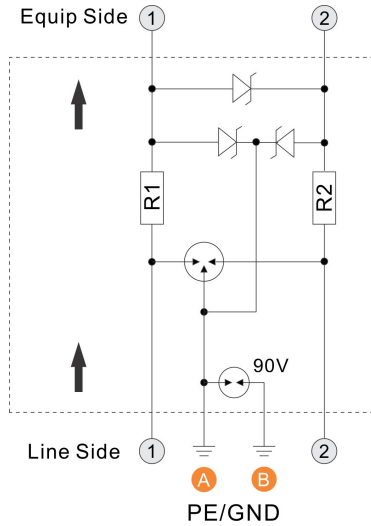 Equip Side 1 2
R1 R2
90V
Line Side 1 2
A B
PE/GND